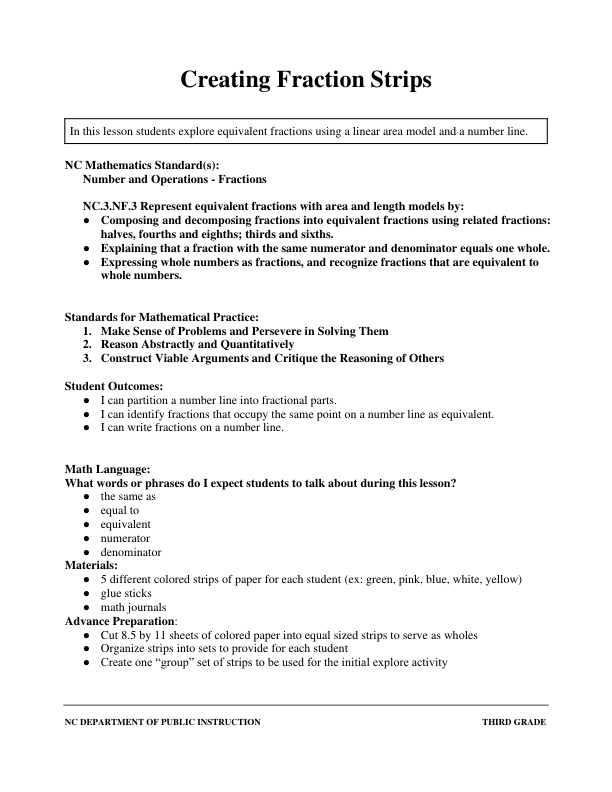 Creating Fraction Strips
In this lesson students explore equivalent fractions using a linear area model and a number line.
NC Mathematics Standard(s):
Number and Operations - Fractions
NC.3.NF.3 Represent equivalent fractions with area and length models by:
● Composing and decomposing fractions into equivalent fractions using related fractions:
halves, fourths and eighths; thirds and sixths.
● Explaining that a fraction with the same numerator and denominator equals one whole.
● Expressing whole numbers as fractions, and recognize fractions that are equivalent to
whole numbers.
Standards for Mathematical Practice:
1. Make Sense of Problems and Persevere in Solving Them
2. Reason Abstractly and Quantitatively
3. Construct Viable Arguments and Critique the Reasoning of Others
Student Outcomes:
● I can partition a number line into fractional parts.
● I can identify fractions that occupy the same point on a number line as equivalent.
● I can write fractions on a number line.
Math Language:
What words or phrases do I expect students to talk about during this lesson?
● the same as
● equal to
● equivalent
● numerator
● denominator
Materials:
● 5 different colored strips of paper for each student (ex: green, pink, blue, white, yellow)
● glue sticks
● math journals
Advance Preparation:
● Cut 8.5 by 11 sheets of colored paper into equal sized strips to serve as wholes
● Organize strips into sets to provide for each student
● Create one “group” set of strips to be used for the initial explore activity
NC DEPARTMENT OF PUBLIC INSTRUCTION THIRD GRADE